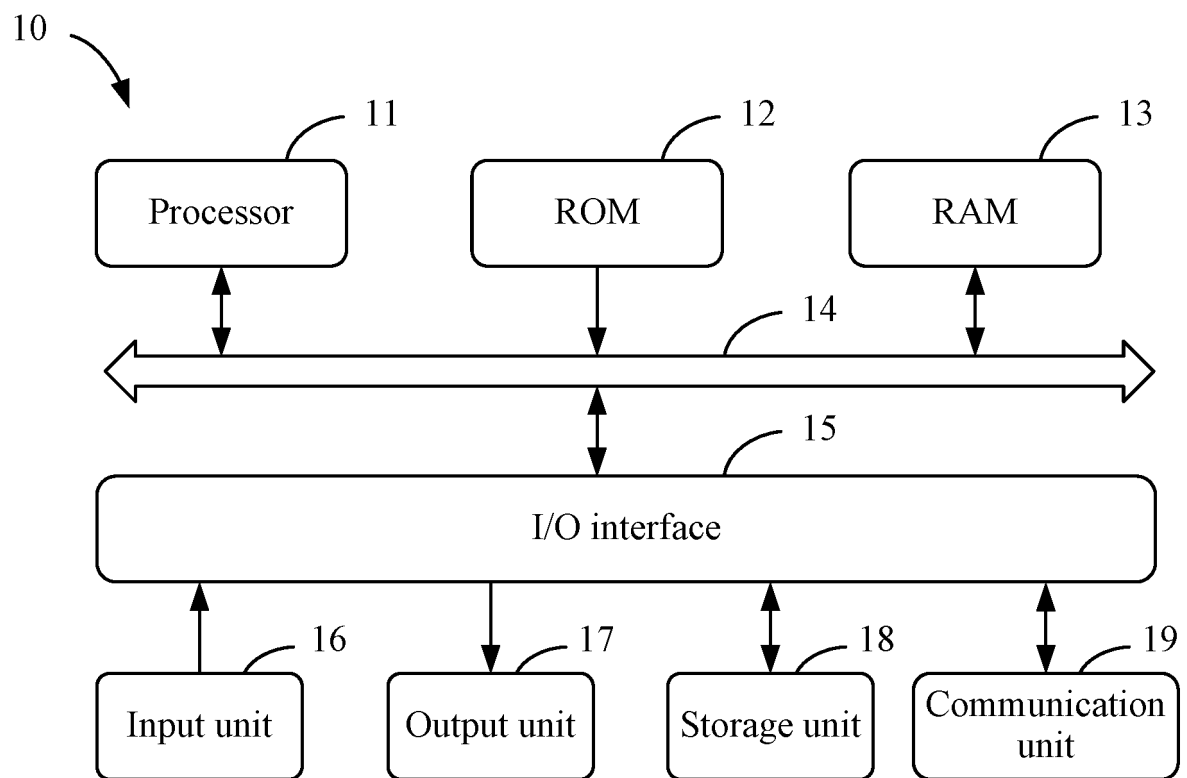 10
11
12
13
Processor
ROM
RAM
14
15
I/O interface
16
17
18
19
Input unit
Output unit
Storage unit
Communication
unit